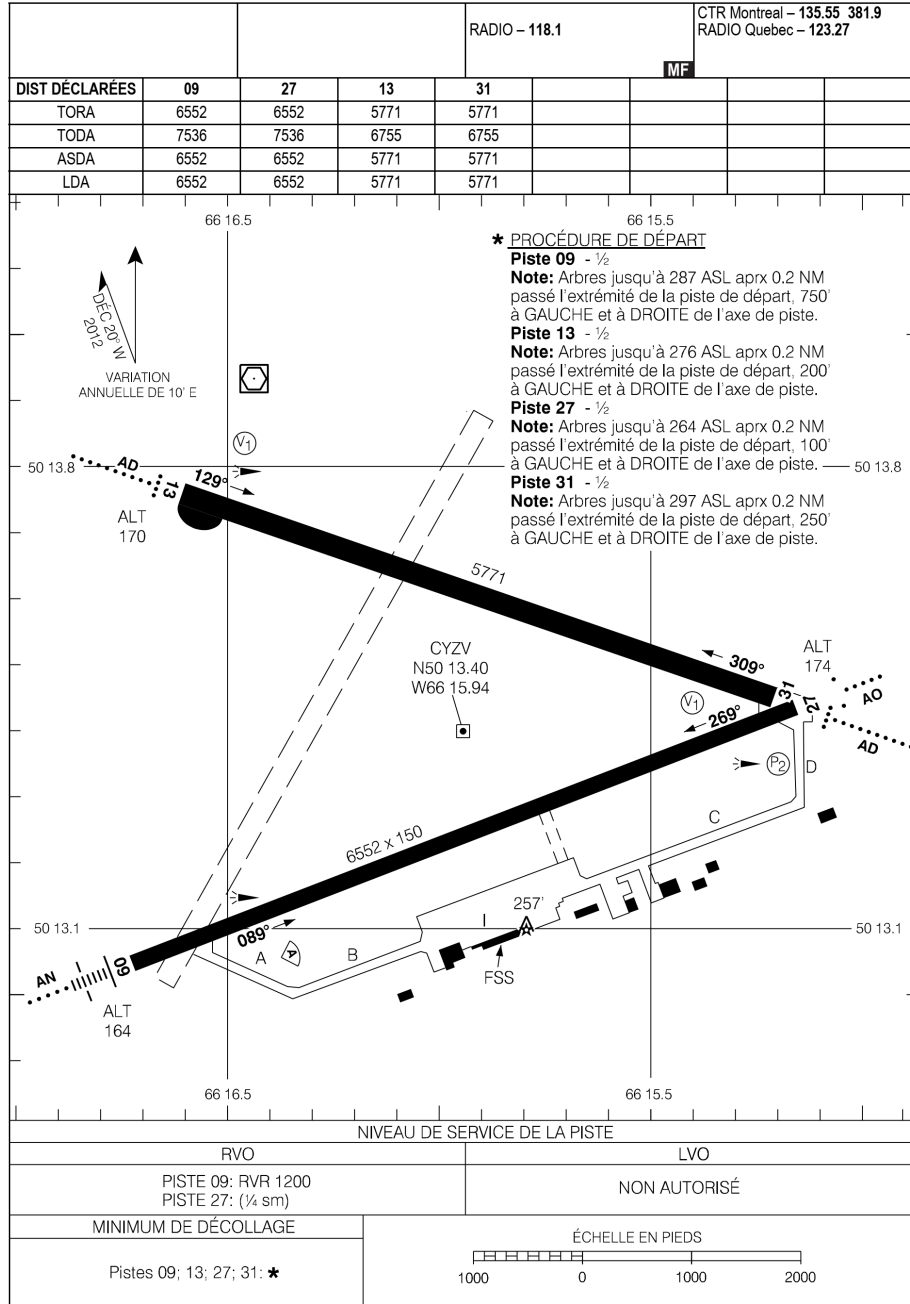 RADIO – 118.1
CTR Montreal – 135.55 381.9
RADIO Quebec – 123.27
MF
DIST DÉCLARÉES 09 27 13 31
TORA 6552 6552 5771 5771
TODA 7536 7536 6755 6755
ASDA 6552 6552 5771 5771
LDA 6552 6552 5771 5771
66 16.5 66 15.5
* PROCÉDURE DE DÉPART
Piste 09 - ½
Note: Arbres jusqu'à 287 ASL aprx 0.2 NM
passé l'extrémité de la piste de départ, 750'
à GAUCHE et à DROITE de l'axe de piste.
Piste 13 - ½
Note: Arbres jusqu'à 276 ASL aprx 0.2 NM
passé l'extrémité de la piste de départ, 200'
à GAUCHE et à DROITE de l'axe de piste.
Piste 27 - ½
Note: Arbres jusqu'à 264 ASL aprx 0.2 NM
passé l'extrémité de la piste de départ, 100'
à GAUCHE et à DROITE de l'axe de piste.
Piste 31 - ½
Note: Arbres jusqu'à 297 ASL aprx 0.2 NM
passé l'extrémité de la piste de départ, 250'
à GAUCHE et à DROITE de l'axe de piste.
DÉC 20° W
2012
VARIATION
ANNUELLE DE 10' E
V1
50 13.8 50 13.8
AD
13
129°
ALT
170
5771
CYZV
N50 13.40
W66 15.94
309°
ALT
174
31
27
AO
AD
V1
269°
P2
D
C
6552 x 150
257'
50 13.1 50 13.1
089°
A
A
B
I
FSS
AN
09
ALT
164
66 16.5 66 15.5
NIVEAU DE SERVICE DE LA PISTE
RVO LVO
PISTE 09: RVR 1200
PISTE 27: (¼ sm)
NON AUTORISÉ
MINIMUM DE DÉCOLLAGE
Pistes 09; 13; 27; 31: *
ÉCHELLE EN PIEDS
1000 0 1000 2000